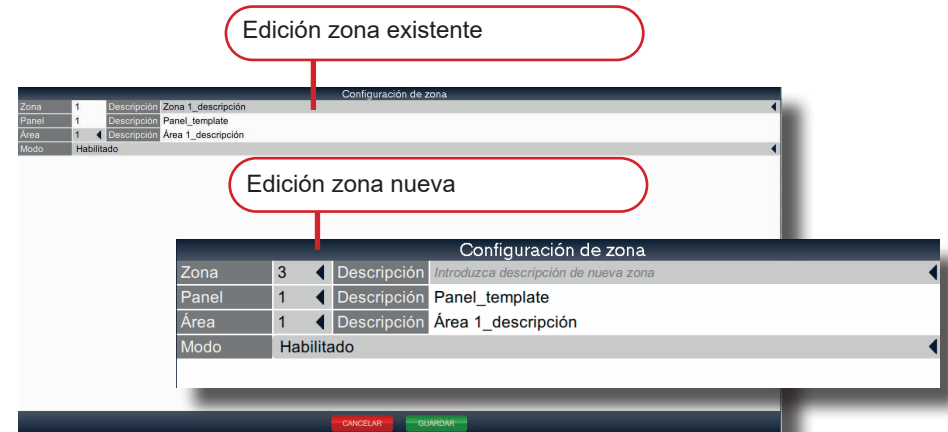 Edición zona existente
Configuración de zona
Zona 1 Descripción Zona 1_descripción
Panel 1 Descripción Panel_template
Área 1 Descripción Área 1_descripción
Modo Habilitado
Edición zona nueva
Configuración de zona
Zona 3 Descripción Introduzca descripción de nueva zona
Panel 1 Descripción Panel_template
Área 1 Descripción Área 1_descripción
Modo Habilitado
CANCELAR GUARDAR